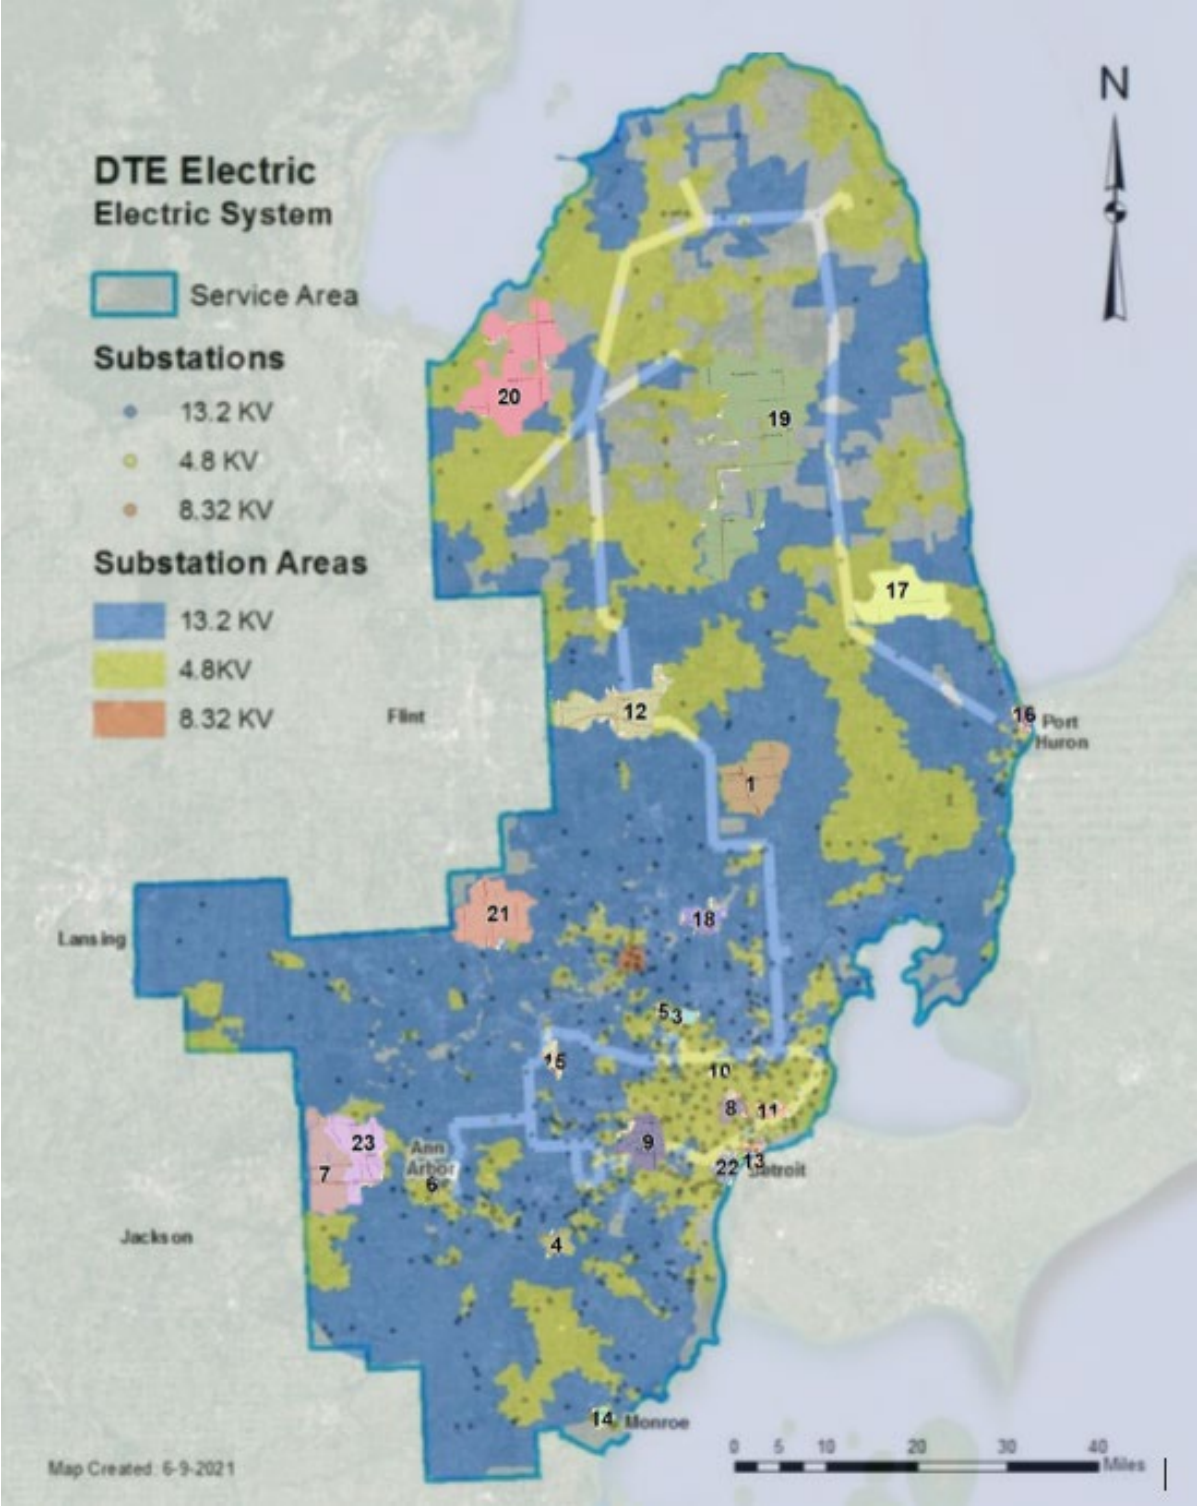 N
DTE Electric
Electric System
Service Area
Substations
13.2 KV
4.8 KV
8.32 KV
Substation Areas
13.2 KV
4.8KV
8.32 KV
20
19
17
Flint
12
16
Port
Huron
1
21
18
Lansing
5
3
15
10
8
11
9
23
7
Ann
Arbor
6
13
22
Detroit
Jackson
4
14
Monroe
0 5 10 20 30 40
Miles
Map Created: 6-9-2021